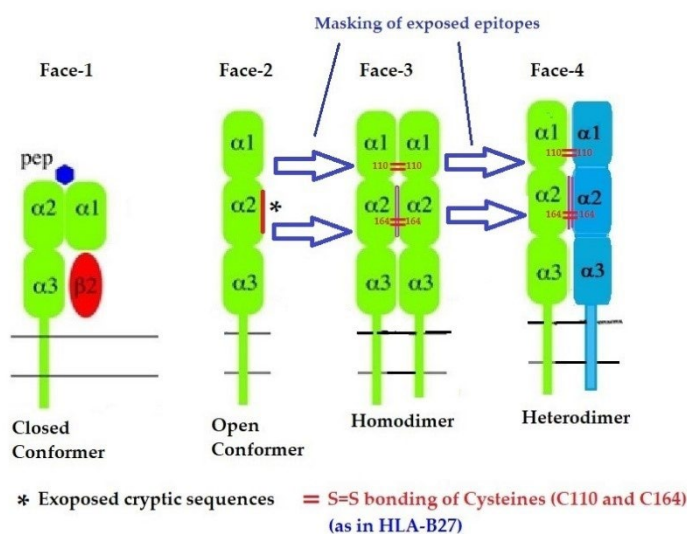 Masking of exposed epitopes
Face-1
Face-2
Face-3
Face-4
pep
α2
α1
α3
β2
α1
α2
*
α3
α1
α1
110 = 110
α2
α2
164 = 164
α3
α3
α1
α1
110 = 110
α2
α2
164 = 164
α3
α3
Closed
Conformer
Open
Conformer
Homodimer
Heterodimer
* Exoposed cryptic sequences
= S=S bonding of Cysteines (C110 and C164)
(as in HLA-B27)